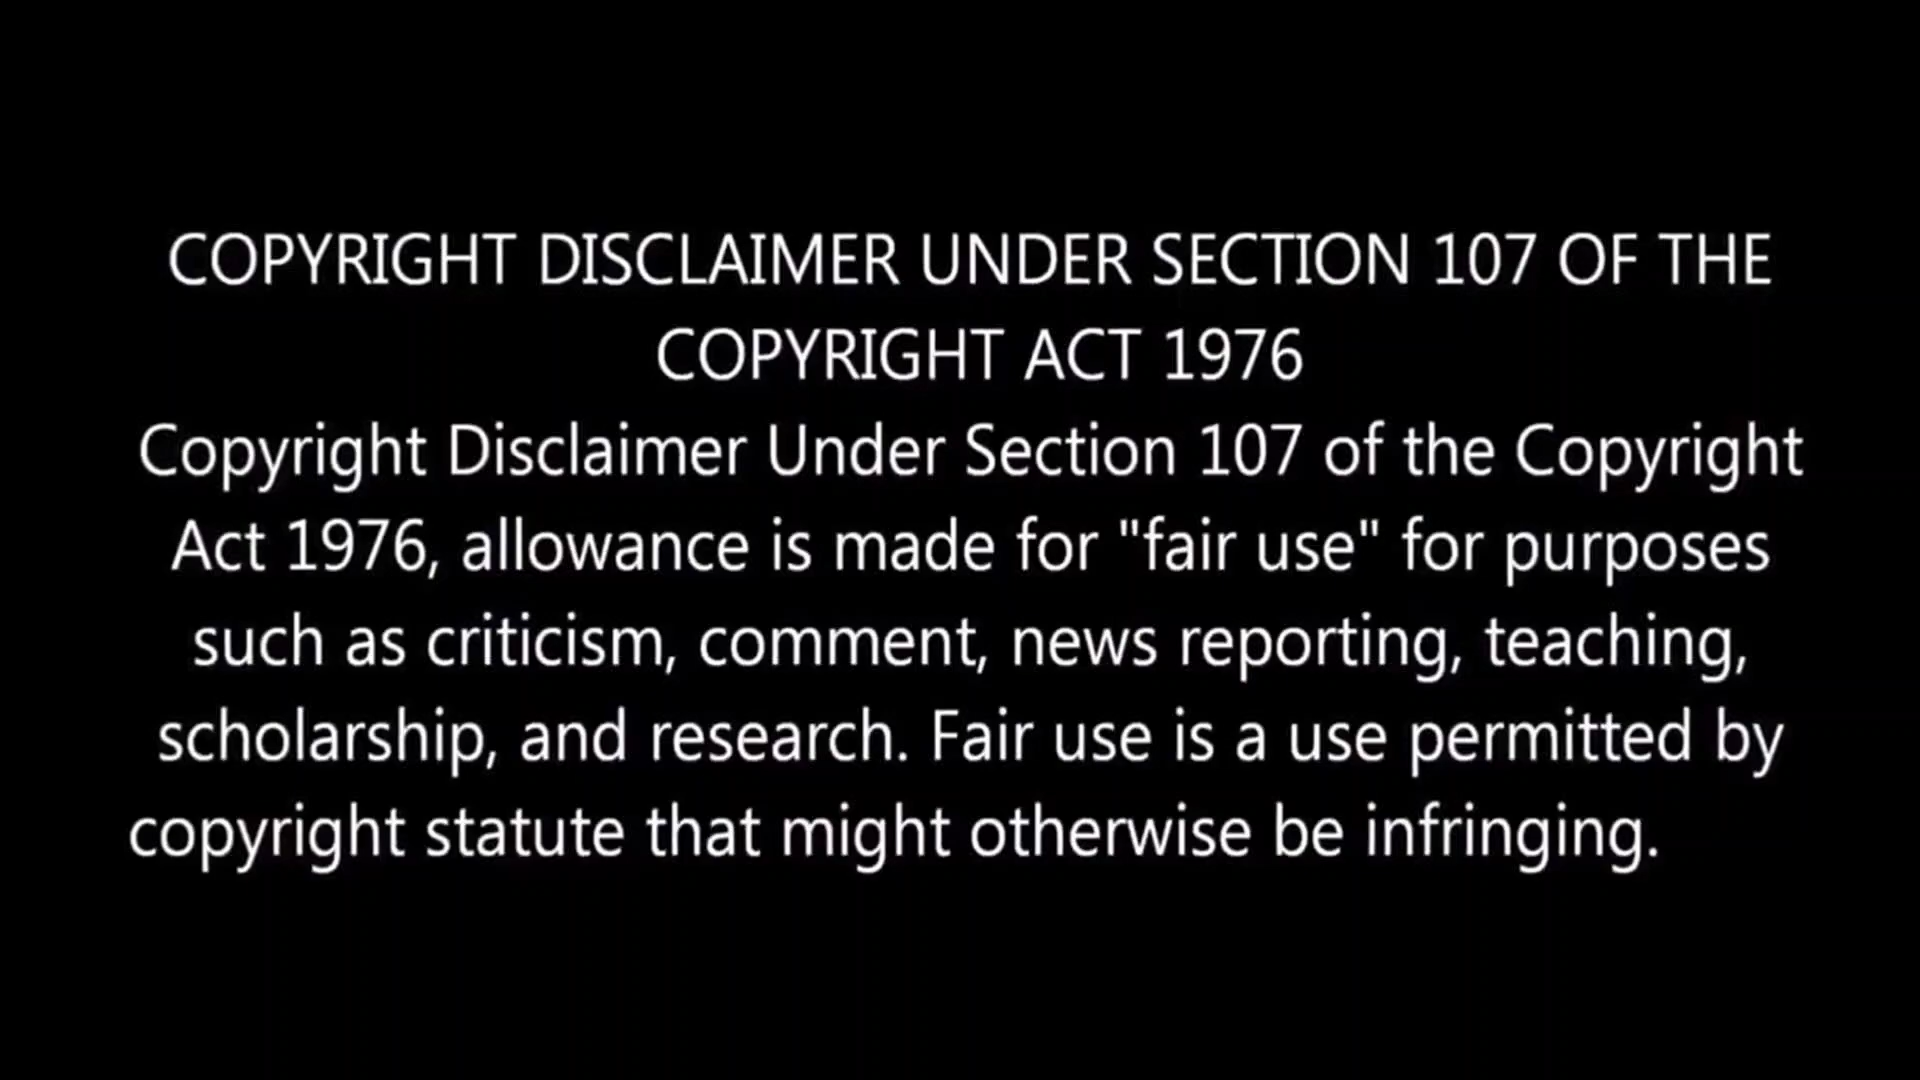 COPYRIGHT DISCLAIMER UNDER SECTION 107 OF THE
COPYRIGHT ACT 1976
Copyright Disclaimer Under Section 107 of the Copyright
Act 1976, allowance is made for "fair use" for purposes
such as criticism, comment, news reporting, teaching,
scholarship, and research. Fair use is a use permitted by
copyright statute that might otherwise be infringing.